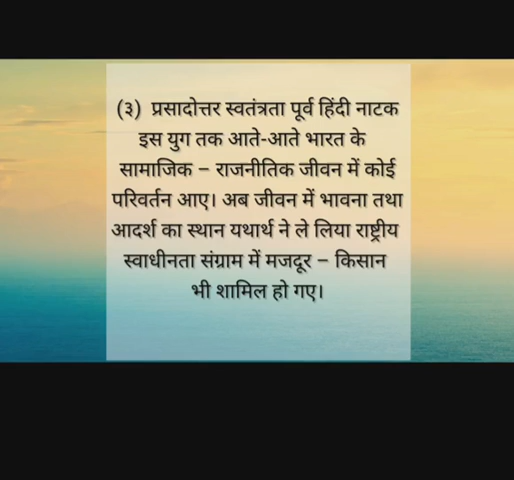 (३) प्रसादोत्तर स्वतंत्रता पूर्व हिंदी नाटक
इस युग तक आते-आते भारत के
सामाजिक – राजनीतिक जीवन में कोई
परिवर्तन आए। अब जीवन में भावना तथा
आदर्श का स्थान यथार्थ ने ले लिया राष्ट्रीय
स्वाधीनता संग्राम में मजदूर – किसान
भी शामिल हो गए।